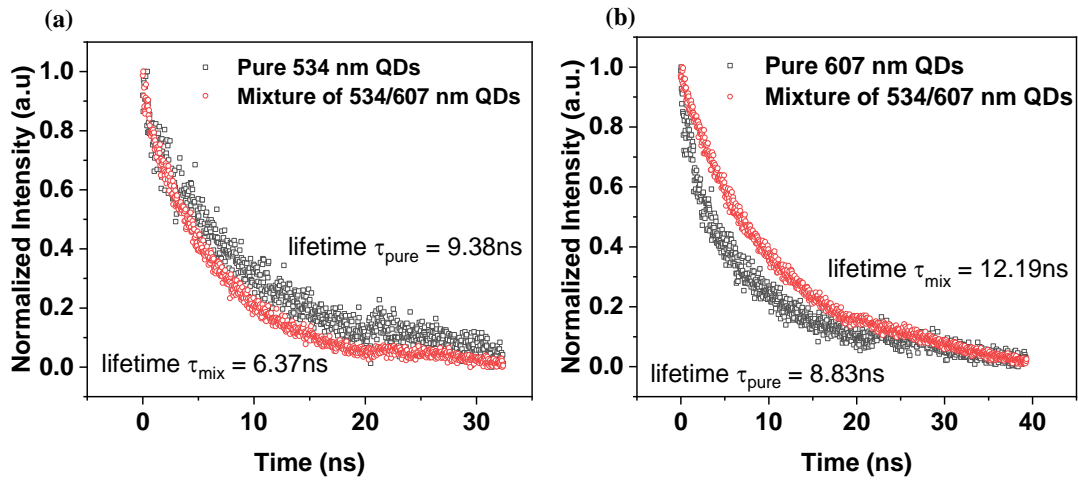 (a)
Pure 534 nm QDs
Mixture of 534/607 nm QDs
lifetime τpure = 9.38ns
lifetime τmix = 6.37ns
1.0
0.8
0.6
0.4
0.2
0.0
Normalized Intensity (a.u)
0 10 20 30
Time (ns)
(b)
Pure 607 nm QDs
Mixture of 534/607 nm QDs
lifetime τmix = 12.19ns
lifetime τpure = 8.83ns
1.0
0.8
0.6
0.4
0.2
0.0
Normalized Intensity (a.u.)
0 10 20 30 40
Time (ns)